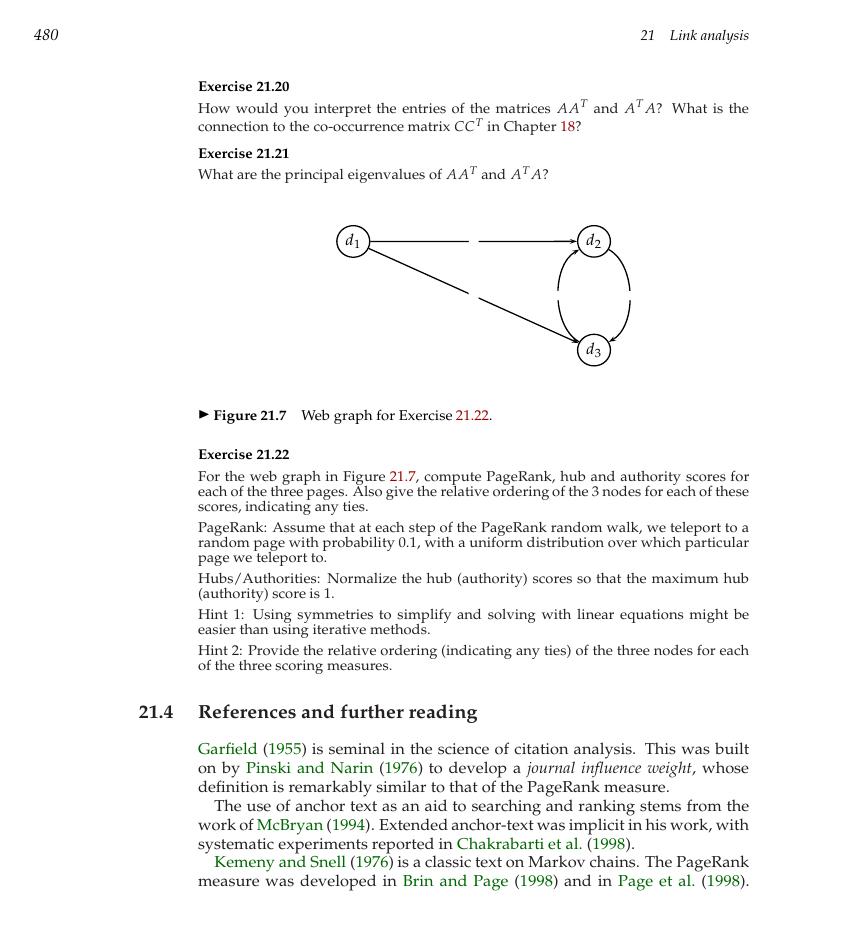 480
21 Link analysis
Exercise 21.20
How would you interpret the entries of the matrices AA^T and A^T A? What is the
connection to the co-occurrence matrix CC^T in Chapter 18?
Exercise 21.21
What are the principal eigenvalues of AA^T and A^T A?
d1
d2
d3
► Figure 21.7 Web graph for Exercise 21.22.
Exercise 21.22
For the web graph in Figure 21.7, compute PageRank, hub and authority scores for
each of the three pages. Also give the relative ordering of the 3 nodes for each of these
scores, indicating any ties.
PageRank: Assume that at each step of the PageRank random walk, we teleport to a
random page with probability 0.1, with a uniform distribution over which particular
page we teleport to.
Hubs/Authorities: Normalize the hub (authority) scores so that the maximum hub
(authority) score is 1.
Hint 1: Using symmetries to simplify and solving with linear equations might be
easier than using iterative methods.
Hint 2: Provide the relative ordering (indicating any ties) of the three nodes for each
of the three scoring measures.
21.4 References and further reading
Garfield (1955) is seminal in the science of citation analysis. This was built
on by Pinski and Narin (1976) to develop a journal influence weight, whose
definition is remarkably similar to that of the PageRank measure.
The use of anchor text as an aid to searching and ranking stems from the
work of McBryan (1994). Extended anchor-text was implicit in his work, with
systematic experiments reported in Chakrabarti et al. (1998).
Kemeny and Snell (1976) is a classic text on Markov chains. The PageRank
measure was developed in Brin and Page (1998) and in Page et al. (1998).